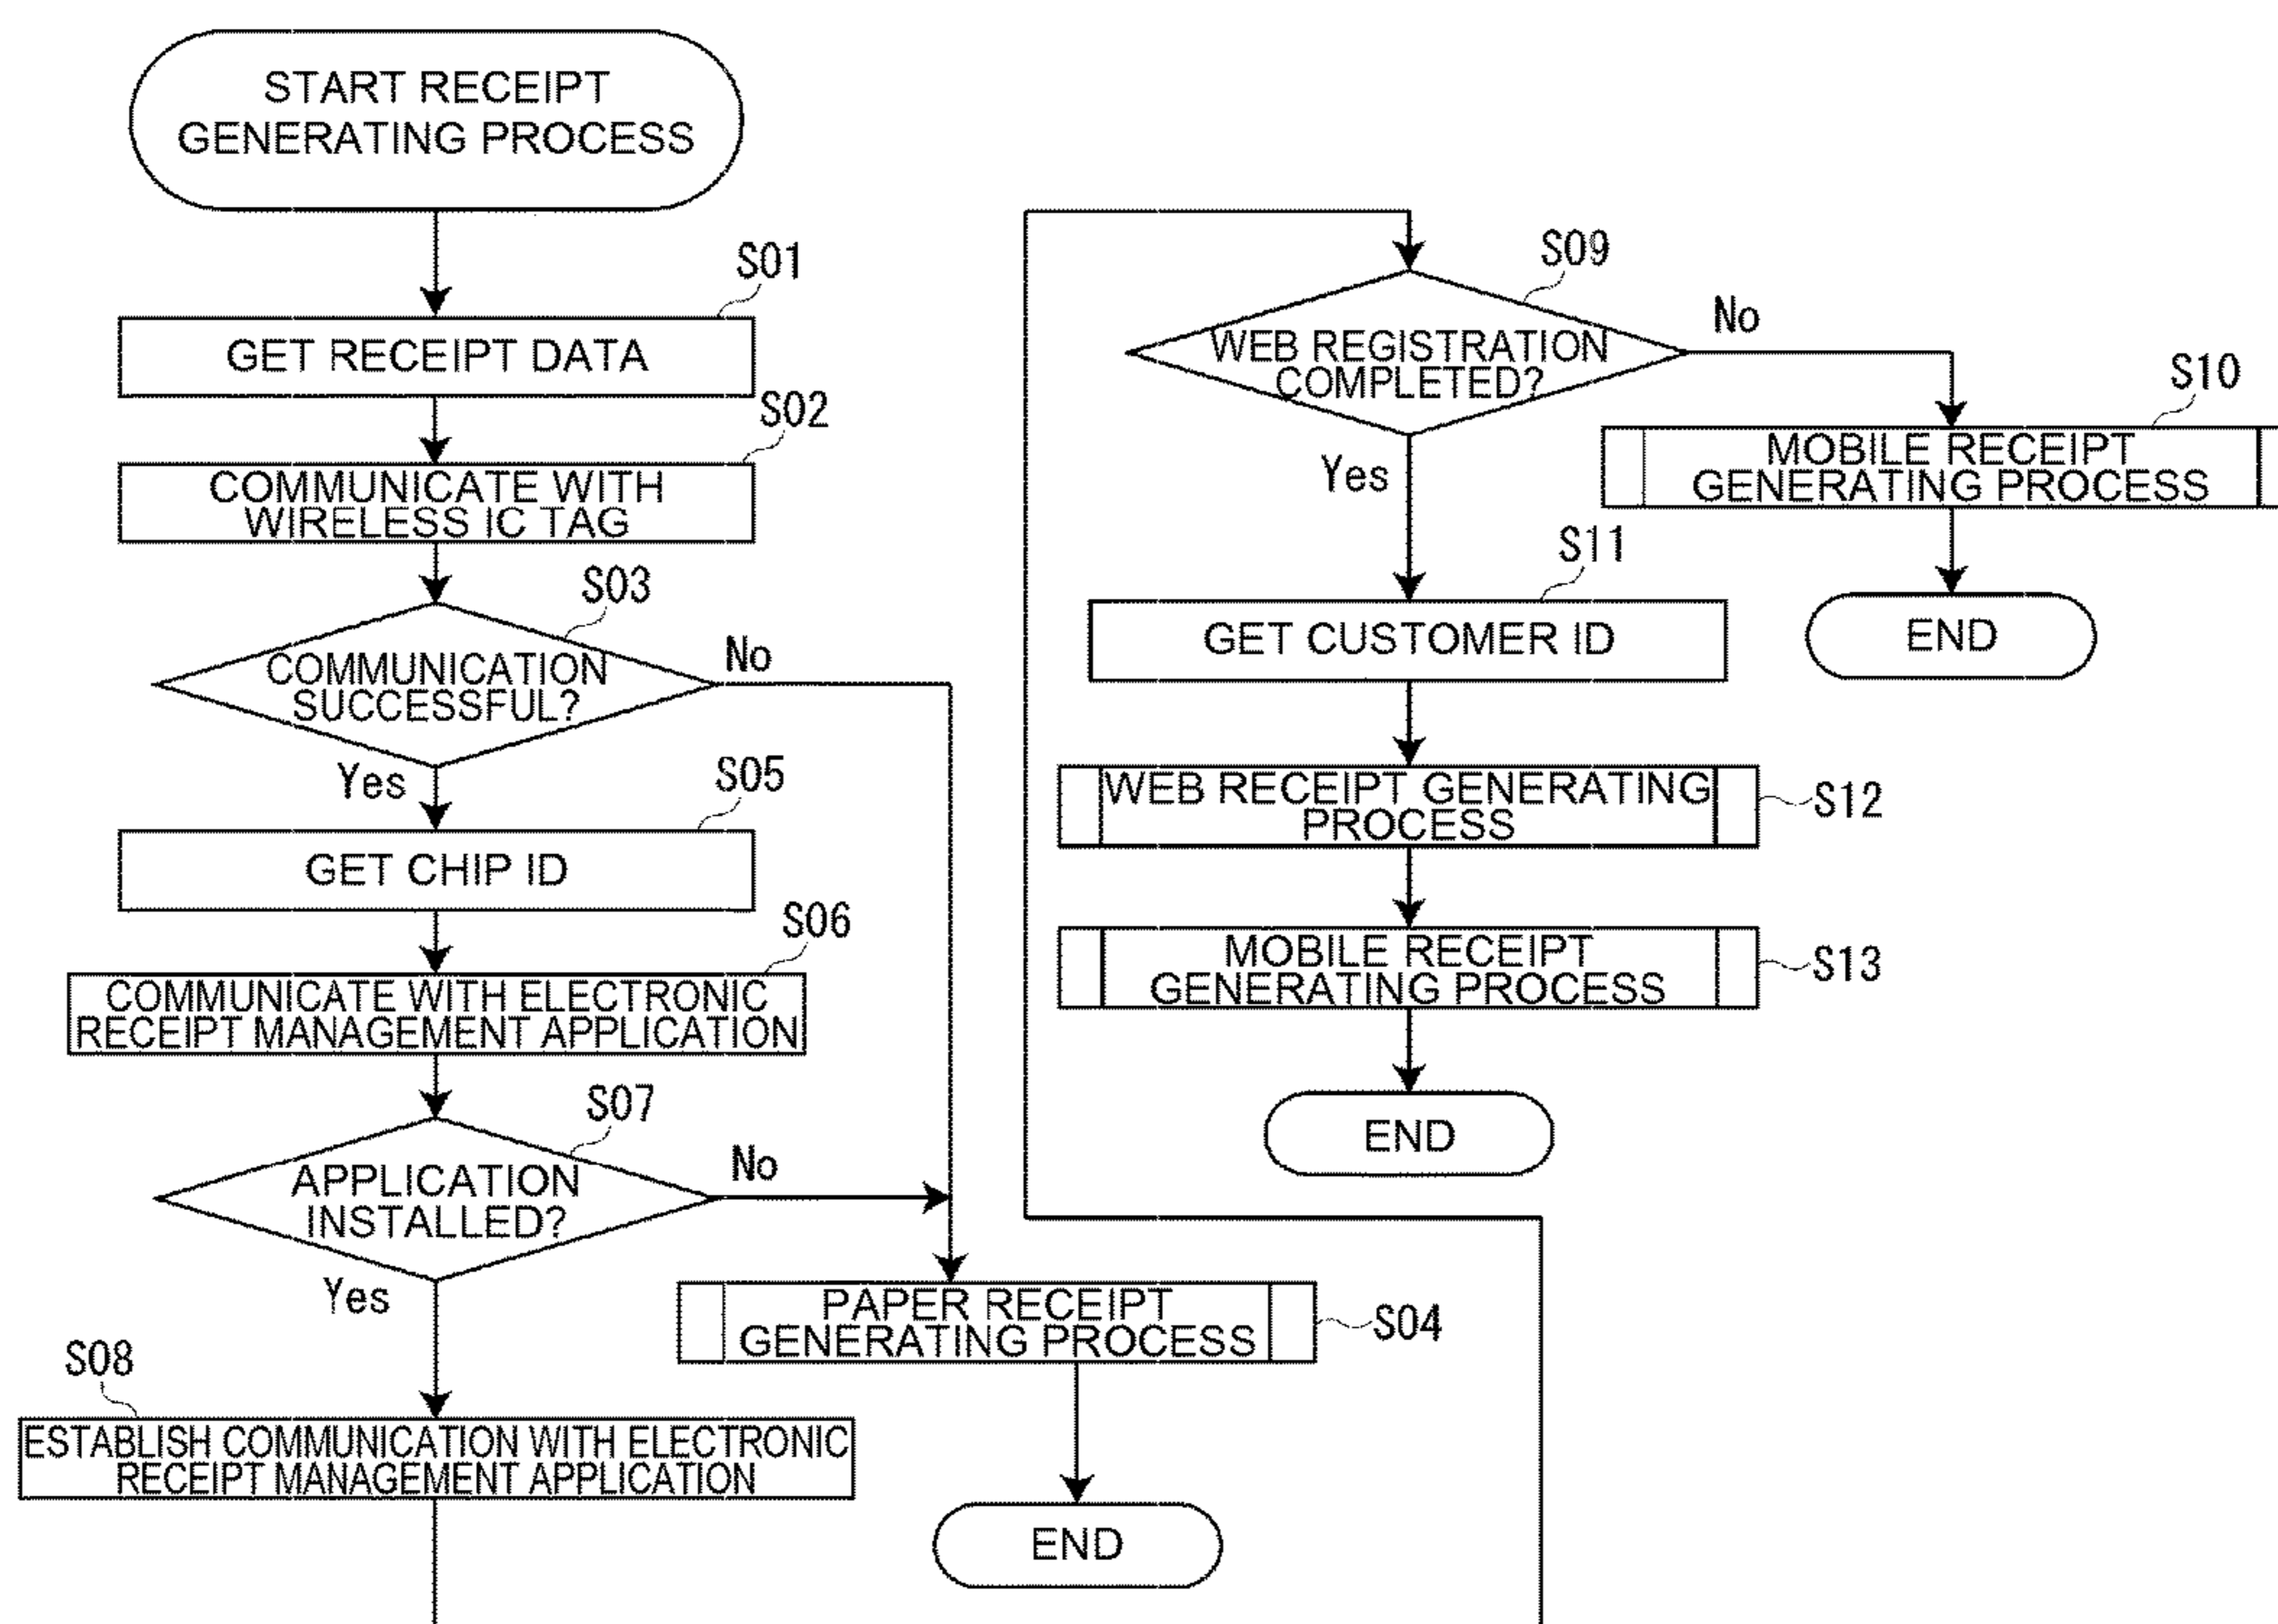 START RECEIPT
GENERATING PROCESS
S01
GET RECEIPT DATA
S02
COMMUNICATE WITH
WIRELESS IC TAG
S03
COMMUNICATION
SUCCESSFUL?
No
Yes
S05
GET CHIP ID
S06
COMMUNICATE WITH ELECTRONIC
RECEIPT MANAGEMENT APPLICATION
S07
APPLICATION
INSTALLED?
No
Yes
PAPER RECEIPT
GENERATING PROCESS
S04
END
S08
ESTABLISH COMMUNICATION WITH ELECTRONIC
RECEIPT MANAGEMENT APPLICATION
S09
WEB REGISTRATION
COMPLETED?
No
Yes
S10
MOBILE RECEIPT
GENERATING PROCESS
END
S11
GET CUSTOMER ID
WEB RECEIPT GENERATING
PROCESS
S12
MOBILE RECEIPT
GENERATING PROCESS
S13
END